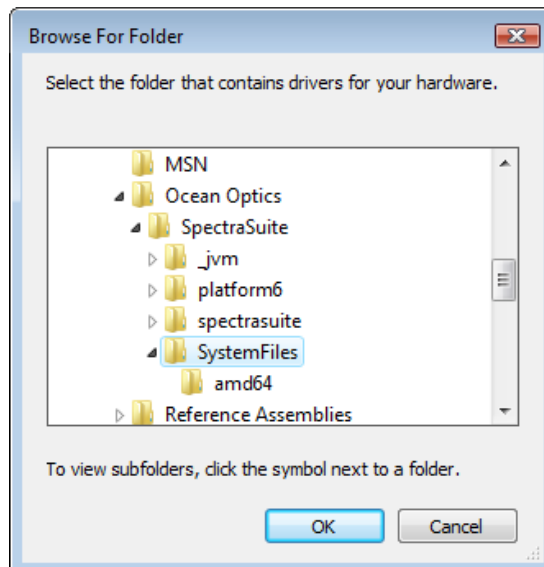 Browse For Folder
Select the folder that contains drivers for your hardware.
MSN
Ocean Optics
SpectraSuite
_jvm
platform6
spectrasuite
SystemFiles
amd64
Reference Assemblies
To view subfolders, click the symbol next to a folder.
OK Cancel